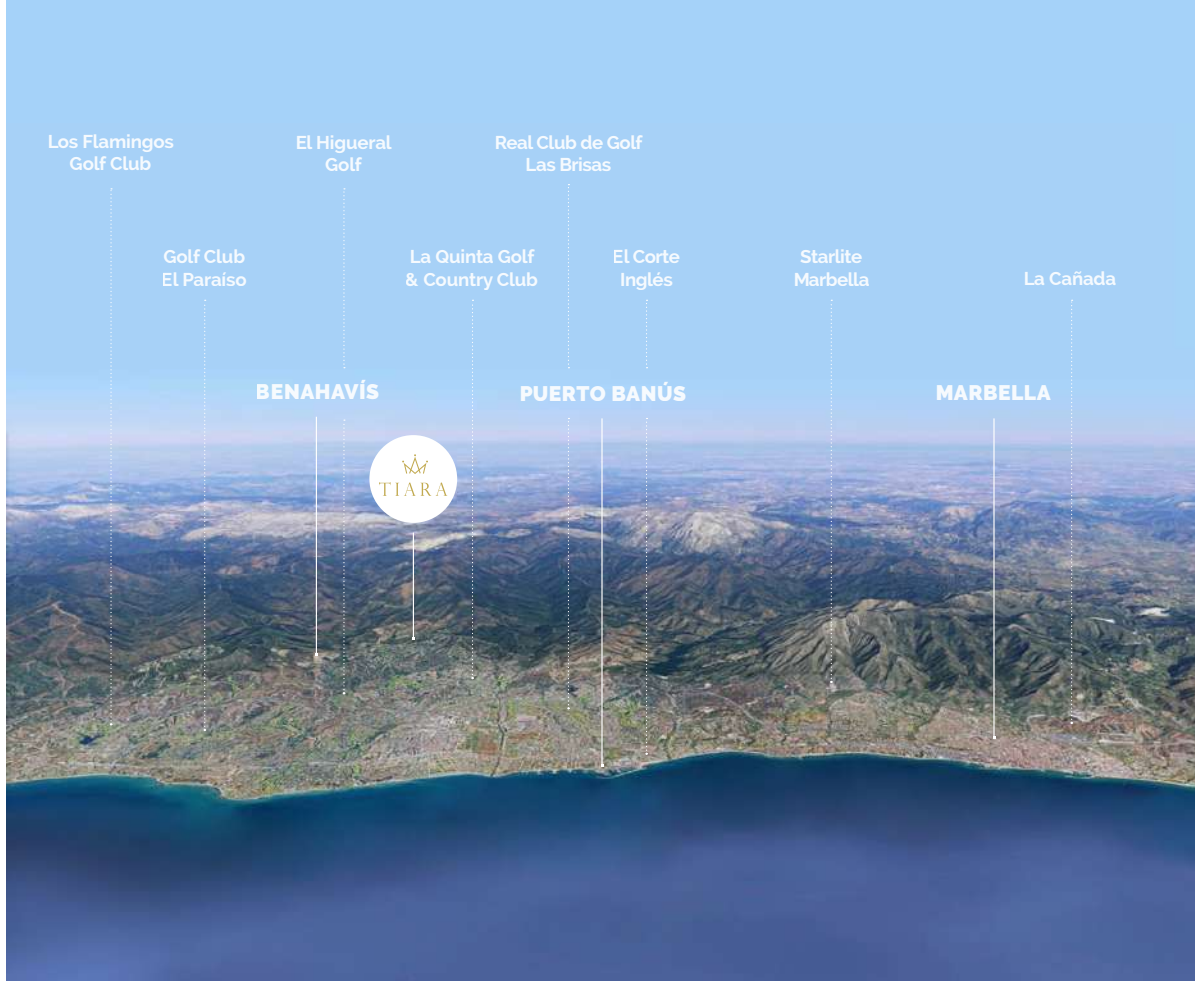 Los Flamingos
Golf Club
El Higueral
Golf
Real Club de Golf
Las Brisas
Golf Club
El Paraíso
La Quinta Golf
& Country Club
El Corte
Inglés
Starlite
Marbella
La Cañada
BENAHAVÍS
PUERTO BANÚS
MARBELLA
TIARA